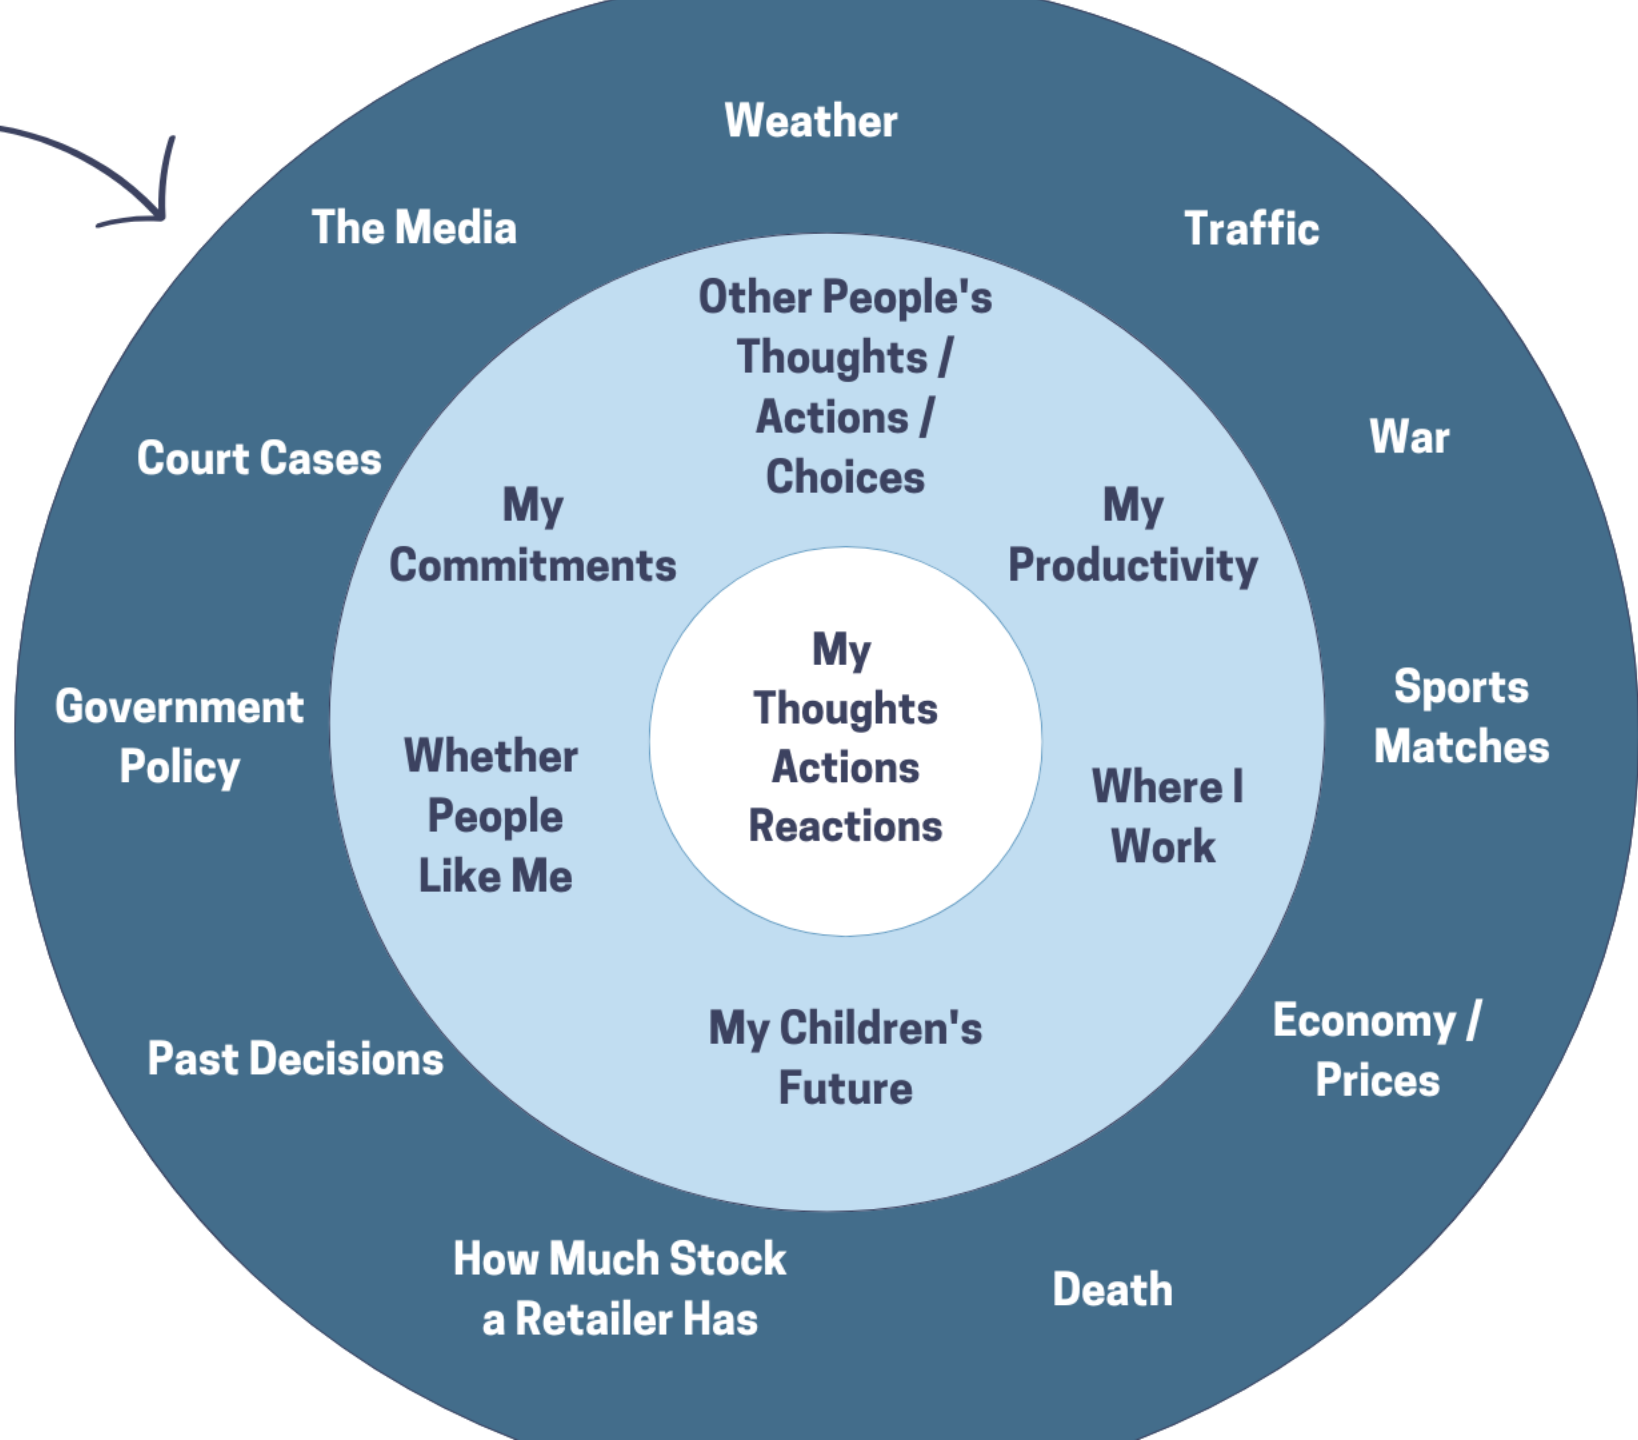 Weather
The Media
Traffic
Other People's
Thoughts /
Actions /
Choices
War
Court Cases
My
Commitments
My
Productivity
My
Thoughts
Actions
Reactions
Government
Policy
Sports
Matches
Whether
People
Like Me
Where I
Work
My Children's
Future
Economy /
Prices
Past Decisions
How Much Stock
a Retailer Has
Death